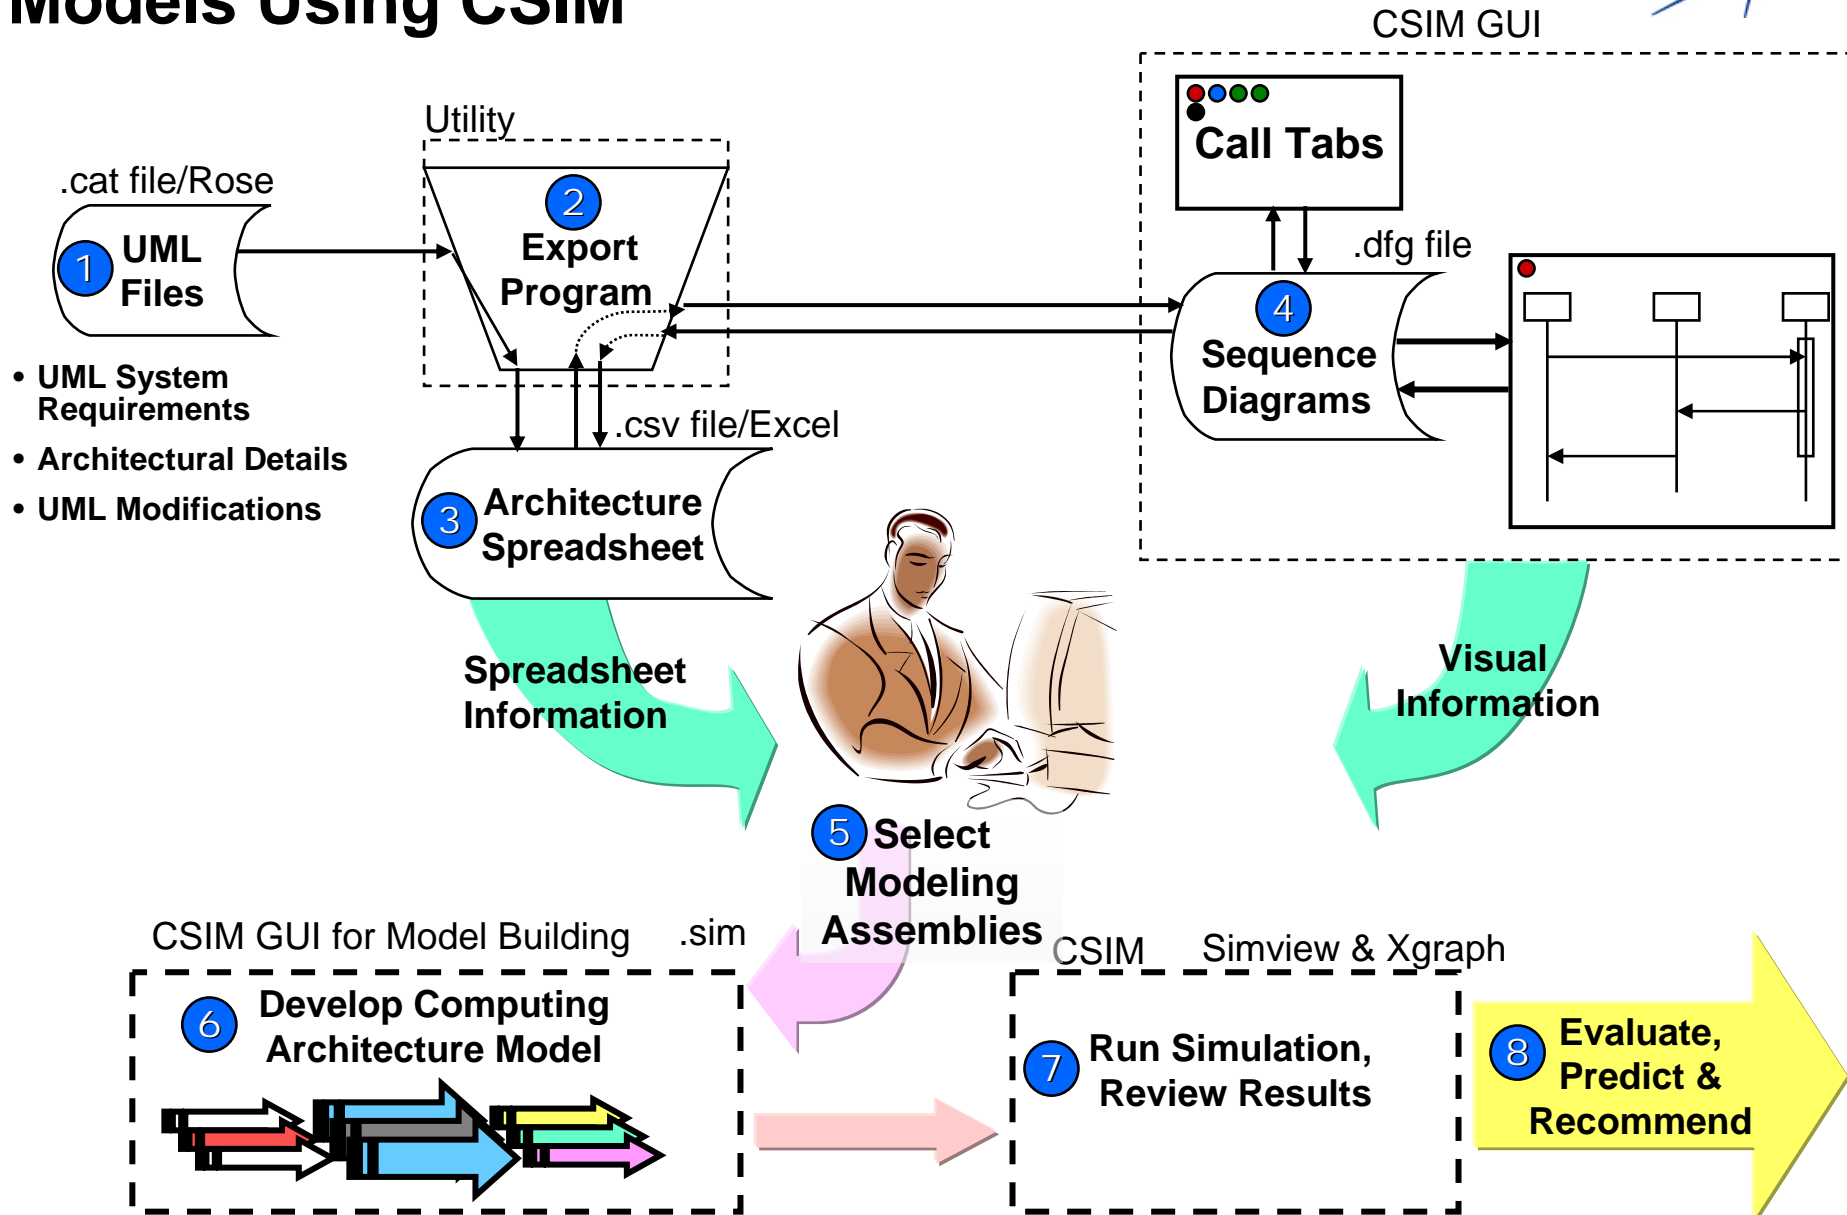 Models Using CSIM
CSIM GUI
Call Tabs
Utility
.cat file/Rose
1
UML
Files
2
Export
Program
.dfg file
4
Sequence
Diagrams
• UML System
Requirements
• Architectural Details
• UML Modifications
.csv file/Excel
3
Architecture
Spreadsheet
Spreadsheet
Information
Visual
Information
5
Select
Modeling
Assemblies
CSIM GUI for Model Building
.sim
6
Develop Computing
Architecture Model
CSIM
Simview & Xgraph
7
Run Simulation,
Review Results
8
Evaluate,
Predict &
Recommend